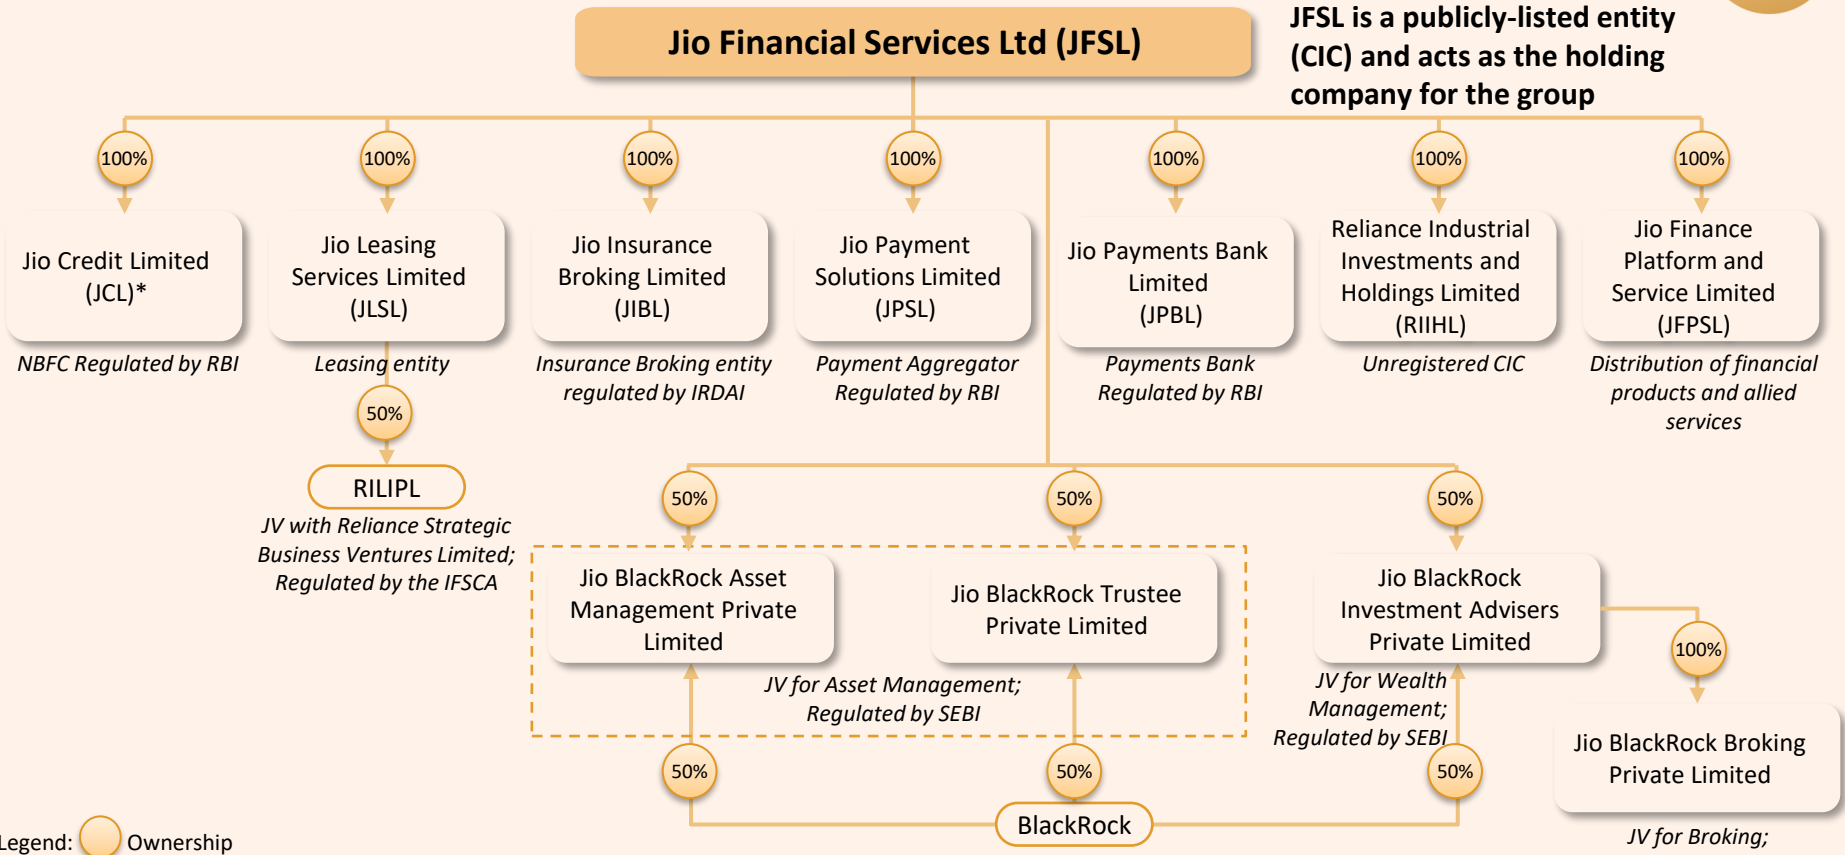 Jio Financial Services Ltd (JFSL)
JFSL is a publicly-listed entity
(CIC) and acts as the holding
company for the group
100%
100%
100%
100%
100%
100%
100%
Jio Credit Limited
(JCL)*
NBFC Regulated by RBI
Jio Leasing
Services Limited
(JLSL)
Leasing entity
Jio Insurance
Broking Limited
(JIBL)
Insurance Broking entity
regulated by IRDAI
Jio Payment
Solutions Limited
(JPSL)
Payment Aggregator
Regulated by RBI
Jio Payments Bank
Limited
(JPBL)
Payments Bank
Regulated by RBI
Reliance Industrial
Investments and
Holdings Limited
(RIIHL)
Unregistered CIC
Jio Finance
Platform and
Service Limited
(JFPSL)
Distribution of financial
products and allied
services
50%
RILIPL
JV with Reliance Strategic
Business Ventures Limited;
Regulated by the IFSCA
50%
50%
50%
Jio BlackRock Asset
Management Private
Limited
Jio BlackRock Trustee
Private Limited
JV for Asset Management;
Regulated by SEBI
Jio BlackRock
Investment Advisers
Private Limited
JV for Wealth
Management;
Regulated by SEBI
100%
Jio BlackRock Broking
Private Limited
JV for Broking;
50%
50%
50%
BlackRock
Legend: Ownership